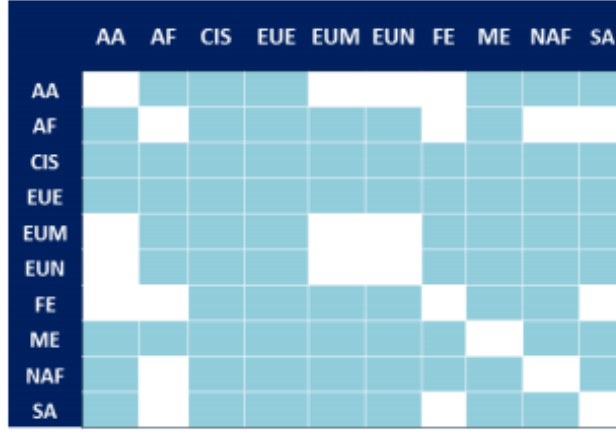 AA AF CIS EUE EUM EUN FE ME NAF SA
AA
AF
CIS
EUE
EUM
EUN
FE
ME
NAF
SA